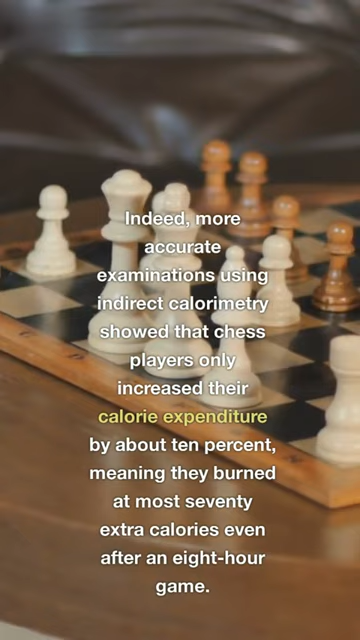 Indeed, more
accurate
examinations using
indirect calorimetry
showed that chess
players only
increased their
calorie expenditure
by about ten percent,
meaning they burned
at most seventy
extra calories even
after an eight-hour
game.